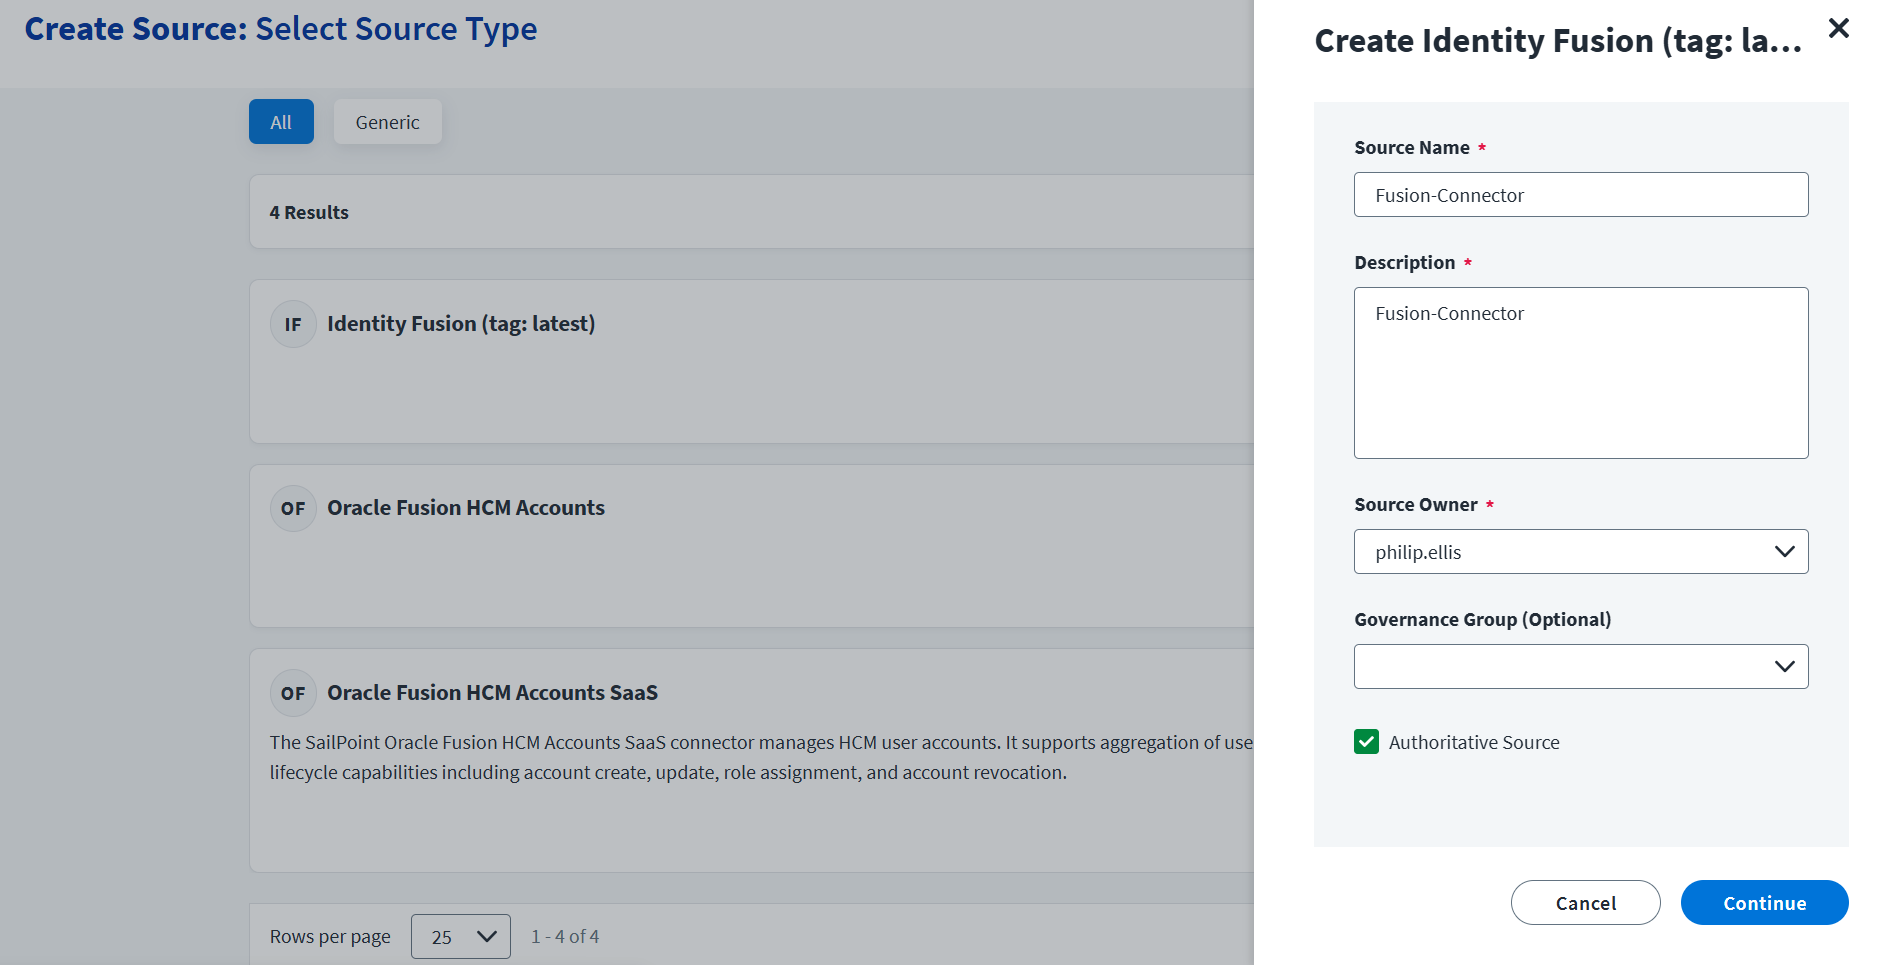 Create Source: Select Source Type
All
Generic
4 Results
IF
Identity Fusion (tag: latest)
OF
Oracle Fusion HCM Accounts
OF
Oracle Fusion HCM Accounts SaaS
The SailPoint Oracle Fusion HCM Accounts SaaS connector manages HCM user accounts. It supports aggregation of use
lifecycle capabilities including account create, update, role assignment, and account revocation.
Rows per page
25
1 - 4 of 4
Create Identity Fusion (tag: la...
Source Name *
Fusion-Connector
Description *
Fusion-Connector
Source Owner *
philip.ellis
Governance Group (Optional)
Authoritative Source
Cancel
Continue